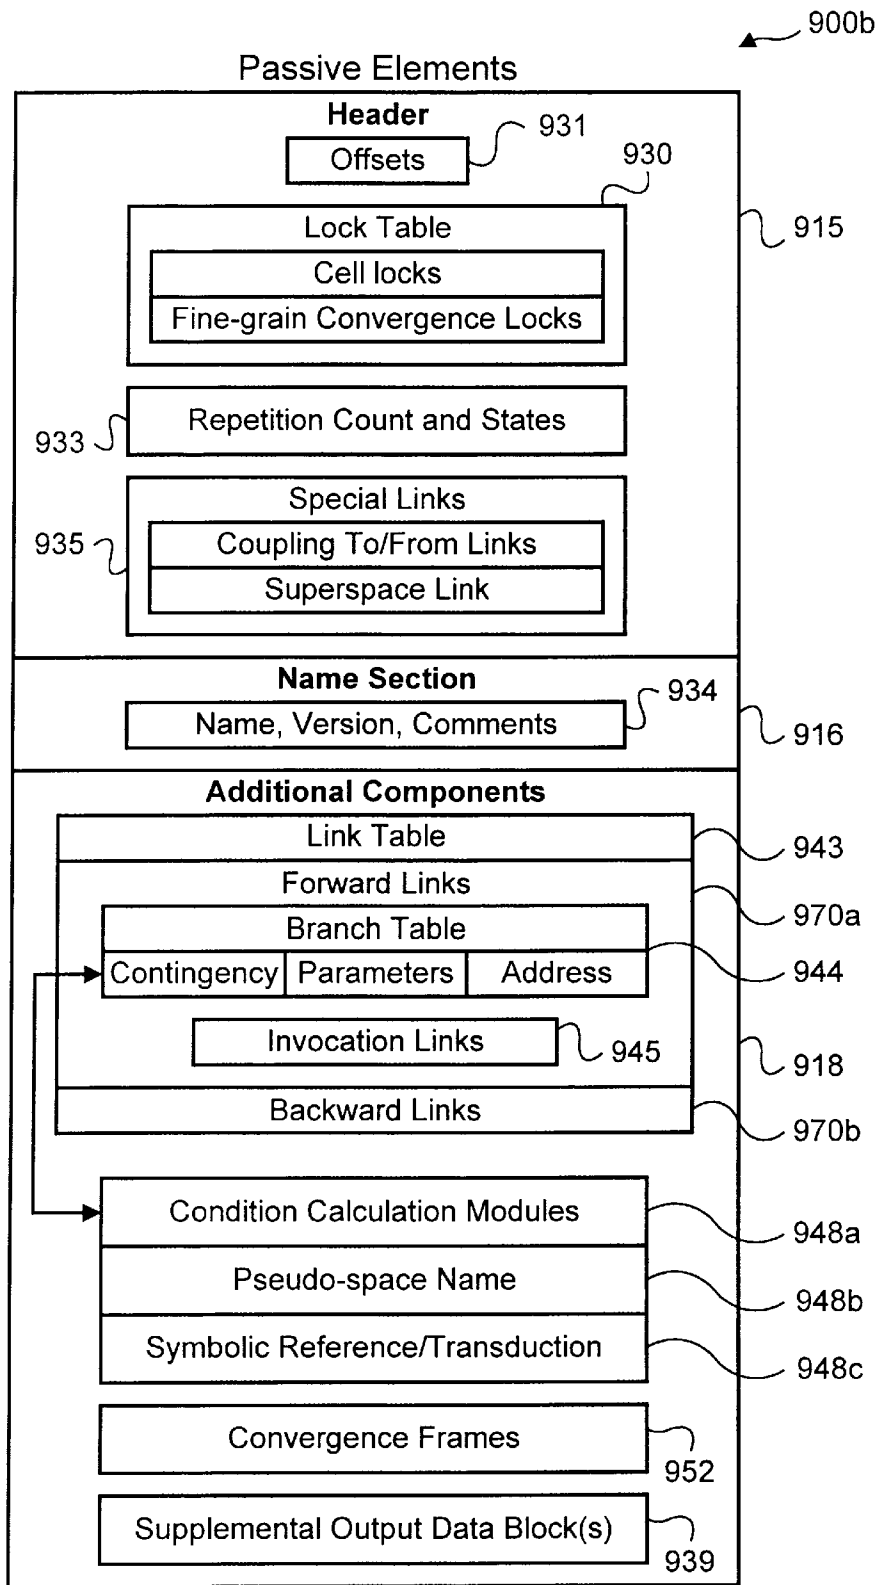 900b
Passive Elements
Header
931
Offsets
930
Lock Table
915
Cell locks
Fine-grain Convergence Locks
Repetition Count and States
933
Special Links
935
Coupling To/From Links
Superspace Link
Name Section
934
Name, Version, Comments
916
Additional Components
Link Table
943
Forward Links
970a
Branch Table
Contingency Parameters Address
944
Invocation Links
945
918
Backward Links
970b
Condition Calculation Modules
948a
Pseudo-space Name
948b
Symbolic Reference/Transduction
948c
Convergence Frames
952
Supplemental Output Data Block(s)
939